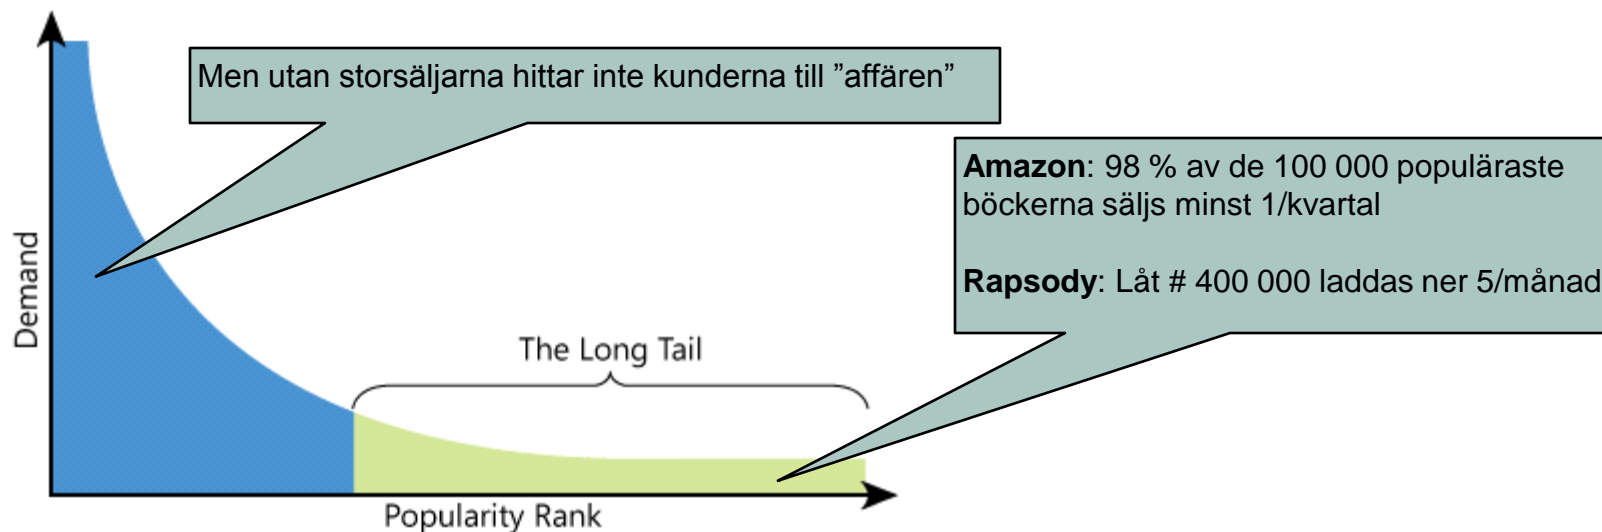 Men utan storsäljarna hittar inte kunderna till ”affären”
Amazon: 98 % av de 100 000 populäraste
böckerna säljs minst 1/kvartal
Rapsody: Låt # 400 000 laddas ner 5/månad
Demand
The Long Tail
Popularity Rank